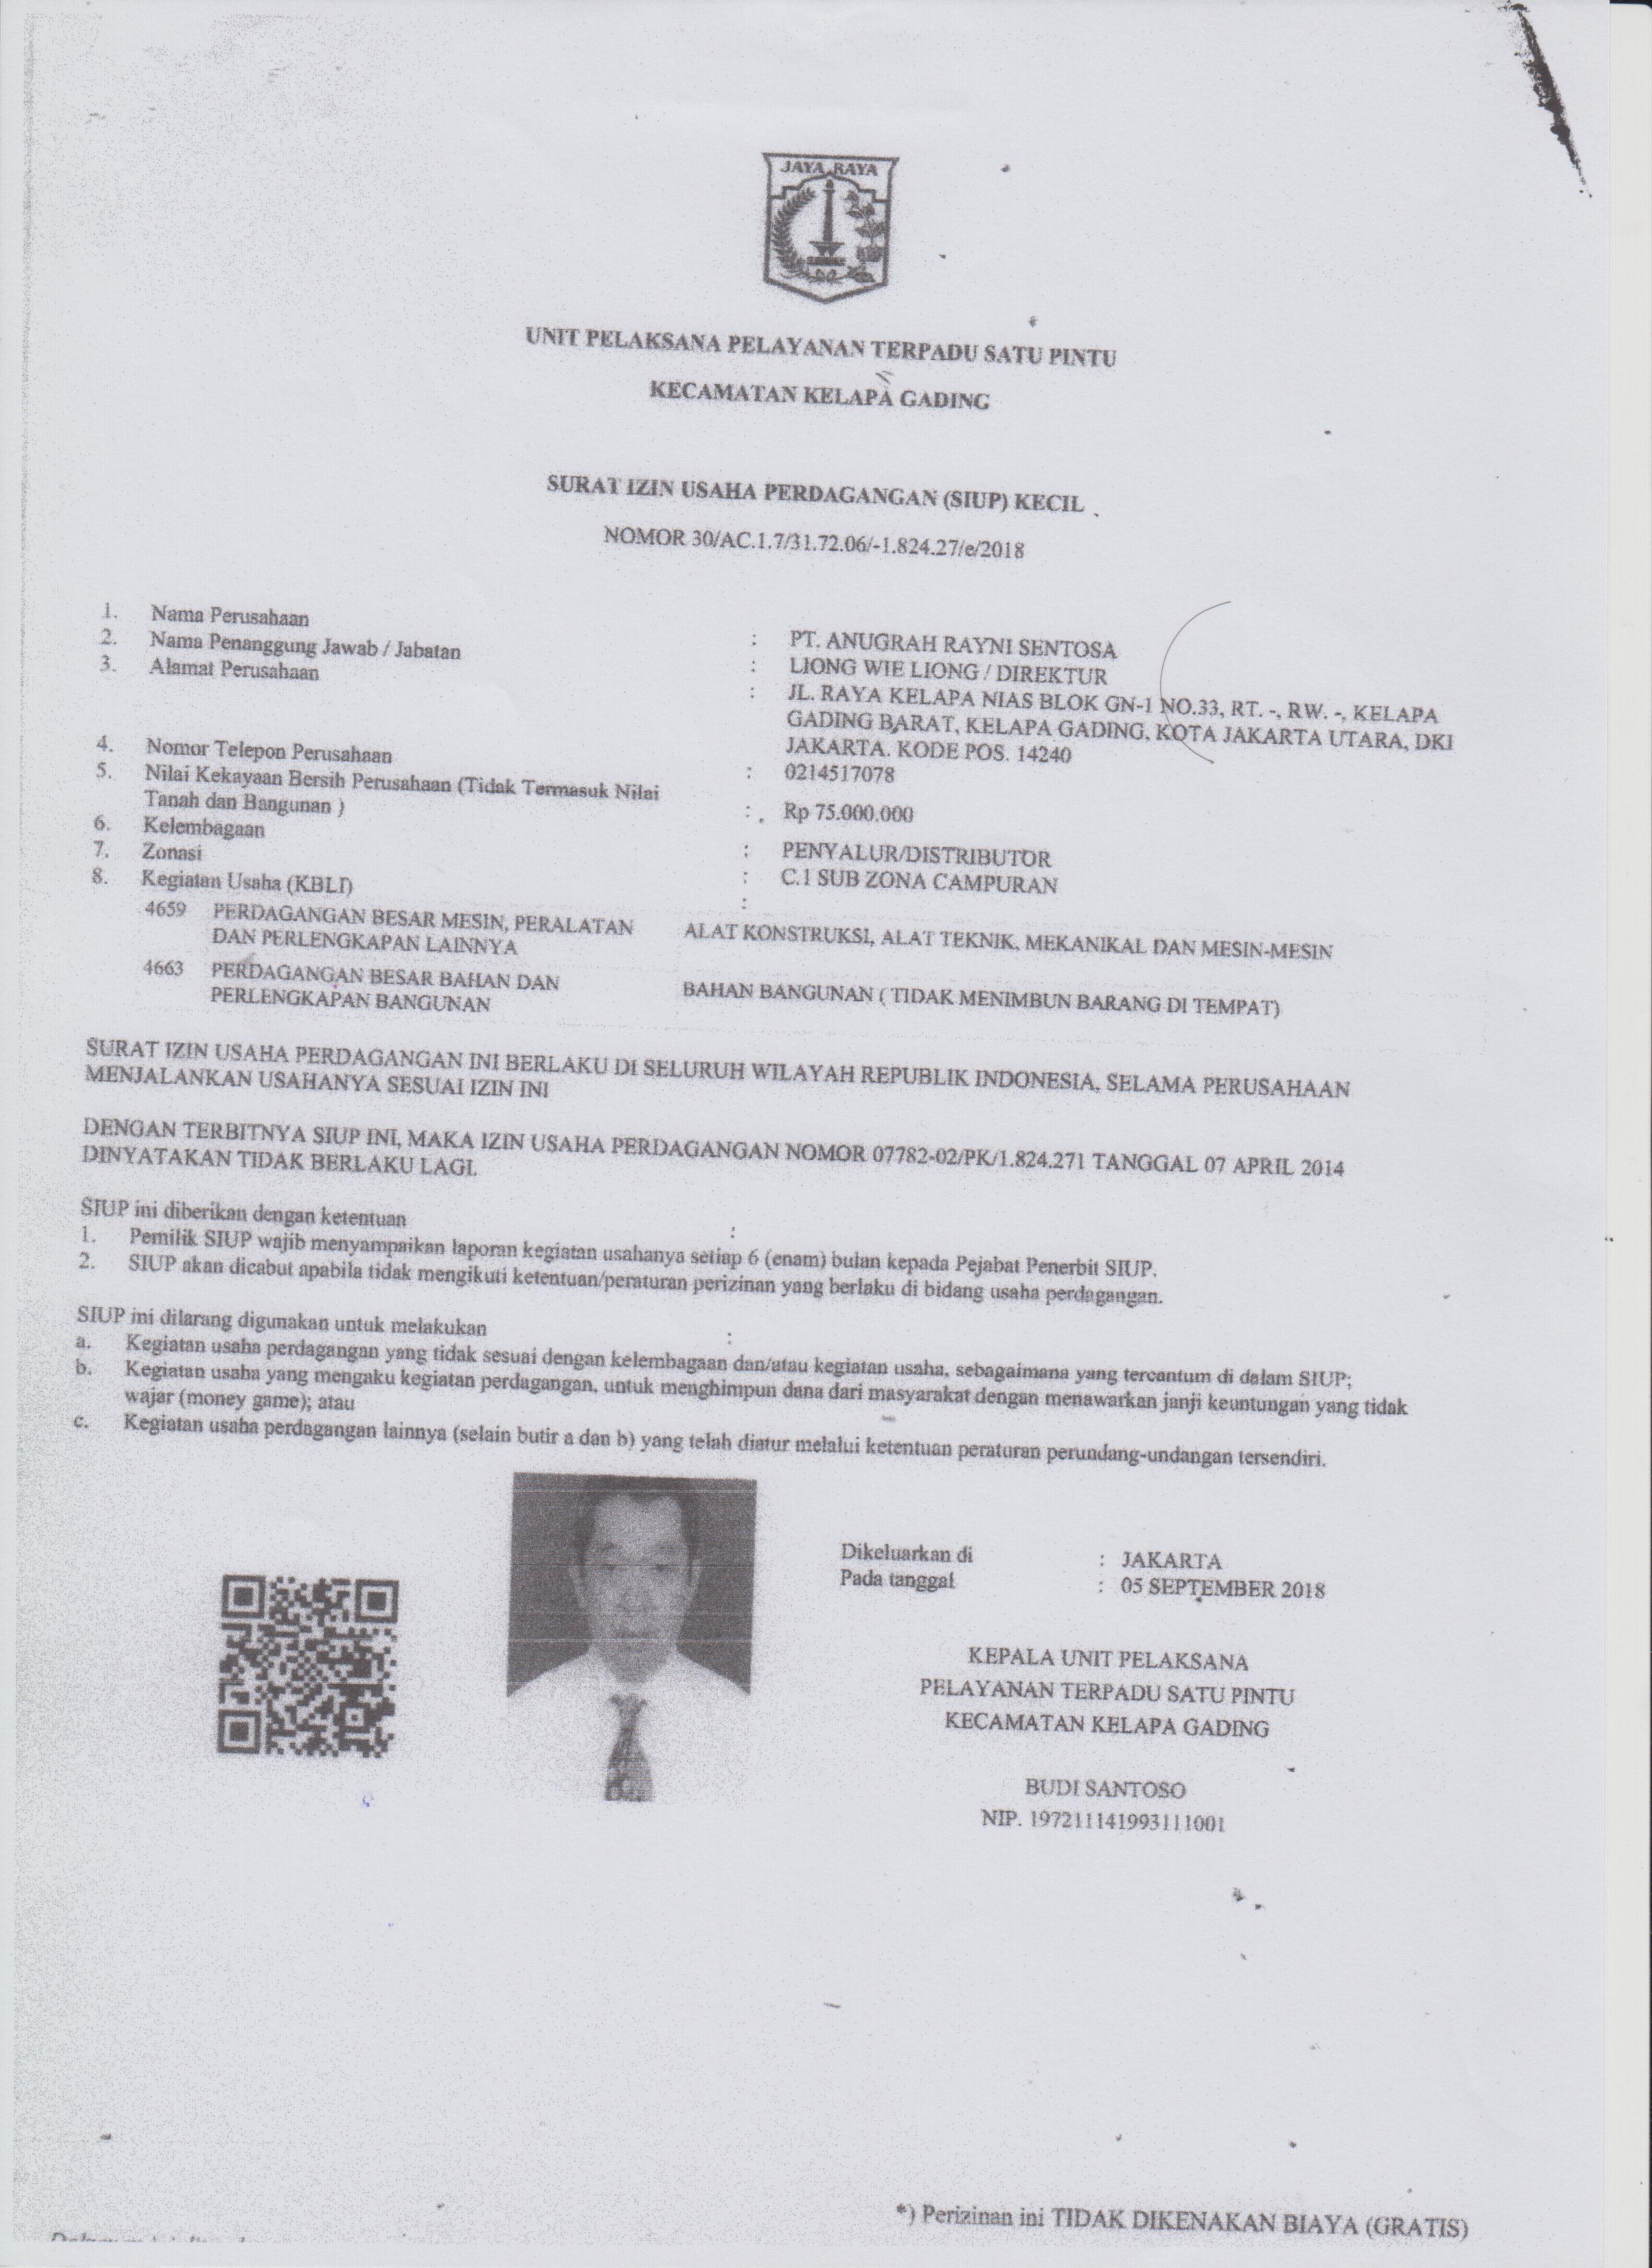 JAYA RAYA
UNIT PELAKSANA PELAYANAN TERPADU SATU PINTU
KECAMATAN KELAPA GADING
SURAT IZIN USAHA PERDAGANGAN (SIUP) KECIL
NOMOR 30/AC.1.7/31.72.06/-1.824.27/e/2018
1. Nama Perusahaan : PT. ANUGRAH RAYNI SENTOSA
2. Nama Penanggung Jawab / Jabatan : LIONG WIE LIONG / DIREKTUR
3. Alamat Perusahaan : JL. RAYA KELAPA NIAS BLOK GN-1 NO.33, RT. -, RW. -, KELAPA
GADING BARAT, KELAPA GADING, KOTA JAKARTA UTARA, DKI
JAKARTA. KODE POS. 14240
4. Nomor Telepon Perusahaan : 0214517078
5. Nilai Kekayaan Bersih Perusahaan (Tidak Termasuk Nilai
Tanah dan Bangunan ) : Rp 75.000.000
6. Kelembagaan : PENYALUR/DISTRIBUTOR
7. Zonasi : C.1 SUB ZONA CAMPURAN
8. Kegiatan Usaha (KBLI) :
4659 PERDAGANGAN BESAR MESIN, PERALATAN ALAT KONSTRUKSI, ALAT TEKNIK, MEKANIKAL DAN MESIN-MESIN
DAN PERLENGKAPAN LAINNYA
4663 PERDAGANGAN BESAR BAHAN DAN BAHAN BANGUNAN ( TIDAK MENIMBUN BARANG DI TEMPAT)
PERLENGKAPAN BANGUNAN
SURAT IZIN USAHA PERDAGANGAN INI BERLAKU DI SELURUH WILAYAH REPUBLIK INDONESIA, SELAMA PERUSAHAAN
MENJALANKAN USAHANYA SESUAI IZIN INI
DENGAN TERBITNYA SIUP INI, MAKA IZIN USAHA PERDAGANGAN NOMOR 07782-02/PK/1.824.271 TANGGAL 07 APRIL 2014
DINYATAKAN TIDAK BERLAKU LAGI.
SIUP ini diberikan dengan ketentuan :
1. Pemilik SIUP wajib menyampaikan laporan kegiatan usahanya setiap 6 (enam) bulan kepada Pejabat Penerbit SIUP.
2. SIUP akan dicabut apabila tidak mengikuti ketentuan/peraturan perizinan yang berlaku di bidang usaha perdagangan.
SIUP ini dilarang digunakan untuk melakukan :
a. Kegiatan usaha perdagangan yang tidak sesuai dengan kelembagaan dan/atau kegiatan usaha, sebagaimana yang tercantum di dalam SIUP;
b. Kegiatan usaha yang mengaku kegiatan perdagangan, untuk menghimpun dana dari masyarakat dengan menawarkan janji keuntungan yang tidak
wajar (money game); atau
c. Kegiatan usaha perdagangan lainnya (selain butir a dan b) yang telah diatur melalui ketentuan peraturan perundang-undangan tersendiri.
Dikeluarkan di : JAKARTA
Pada tanggal : 05 SEPTEMBER 2018
KEPALA UNIT PELAKSANA
PELAYANAN TERPADU SATU PINTU
KECAMATAN KELAPA GADING
BUDI SANTOSO
NIP. 197211141993111001
*) Perizinan ini TIDAK DIKENAKAN BIAYA (GRATIS)